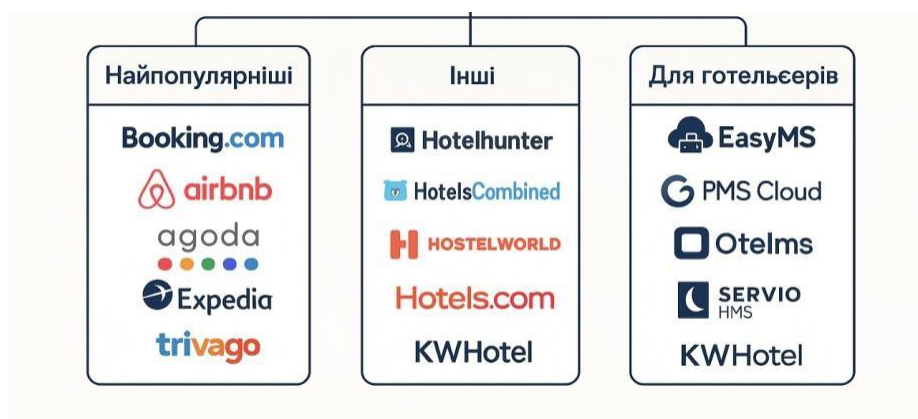 Найпопулярніші
Booking.com
airbnb
agoda
Expedia
trivago
Інші
Hotelhunter
HotelsCombined
HOSTELWORLD
Hotels.com
KWHotel
Для готельєерів
EasyMS
PMS Cloud
Otelms
SERVIO
HMS
KWHotel